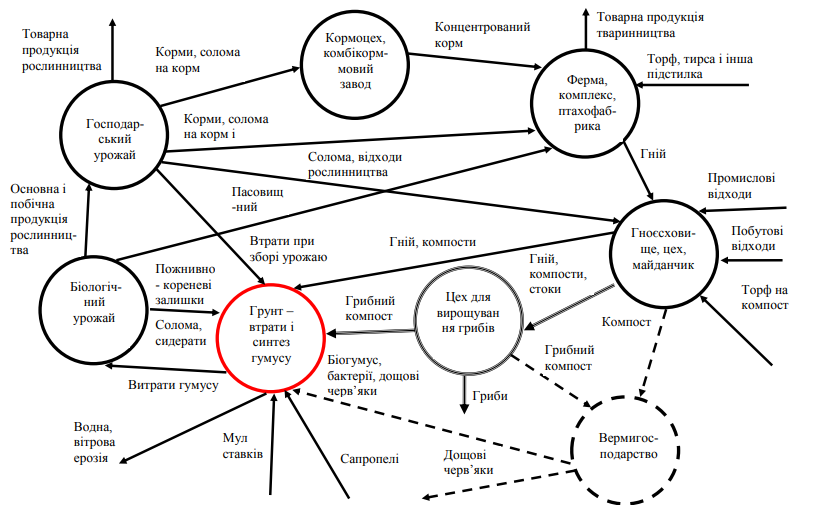 Товарна
продукція
рослинництва
Корми, солома
на корм
Кормоцех,
комбікорм-
мовий
завод
Концентрований
корм
Товарна продукція
тваринництва
Торф, тирса і інша
підстилка
Ферма,
комплекс,
птахофаб-
рика
Господар-
ський
урожай
Корми, солома
на корм і
Солома, відходи
рослинництва
Гній
Промислові
відходи
Основна і
побічна
продукція
рослинниц-
тва
Пасовищ
-ний
Втрати при
зборі урожаю
Гній, компости
Гноєсхови-
ще, цех,
майданчик
Побутові
відходи
Торф на
компост
Біологіч-
ний
урожай
Пожнивно
- кореневі
залишки
Солома,
сидерати
Грунт –
втрати і
синтез
гумусу
Грибний
компост
Цех для
вирощуван
ня грибів
Гній,
компости,
стоки
Компост
Витрати гумусу
Біогумус,
бактерії, дощові
черв’яки
Грибний
компост
Гриби
Водна,
вітрова
ерозія
Мул
ставків
Сапропелі
Дощові
черв’яки
Вермигос-
подарство